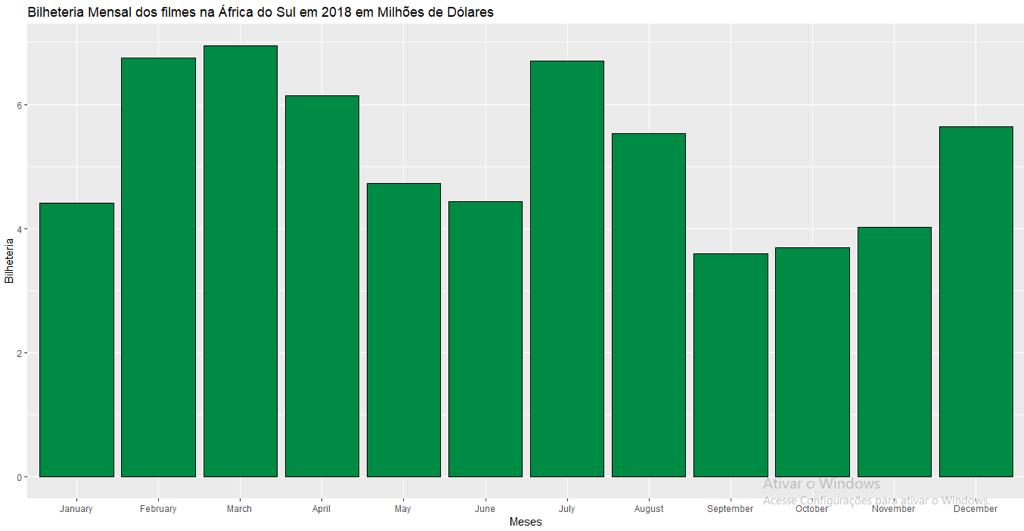 Bilheteria Mensal dos filmes na África do Sul em 2018 em Milhões de Dólares
Bilheteria
6
4
2
0
January February March April May June July August September October November December
Meses
Ativar o Windows
Acesse Configurações para ativar o Windows.